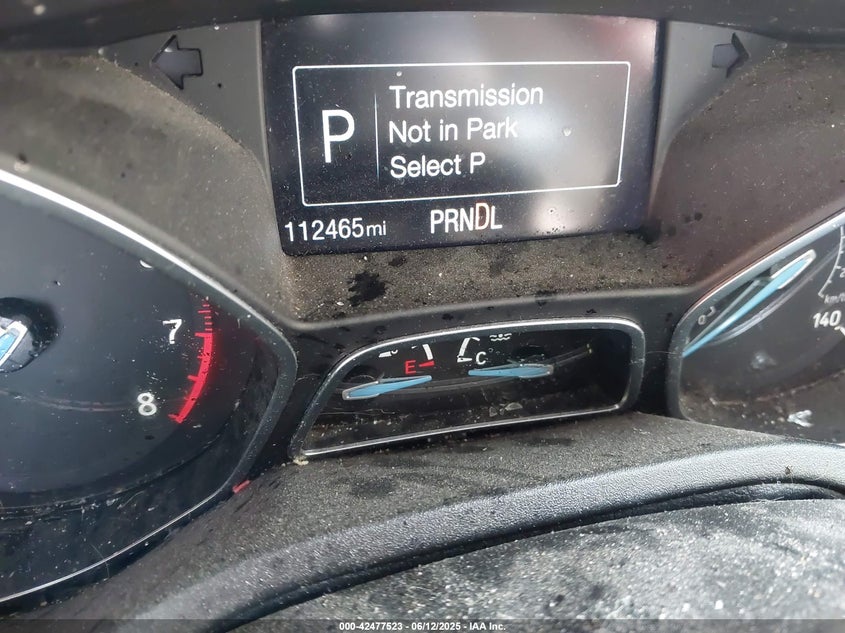 P
Transmission
Not in Park
Select P
112465mi PRNDL
7
8
E
C
140
000-42477523 - 06/12/2025 - IAA Inc.